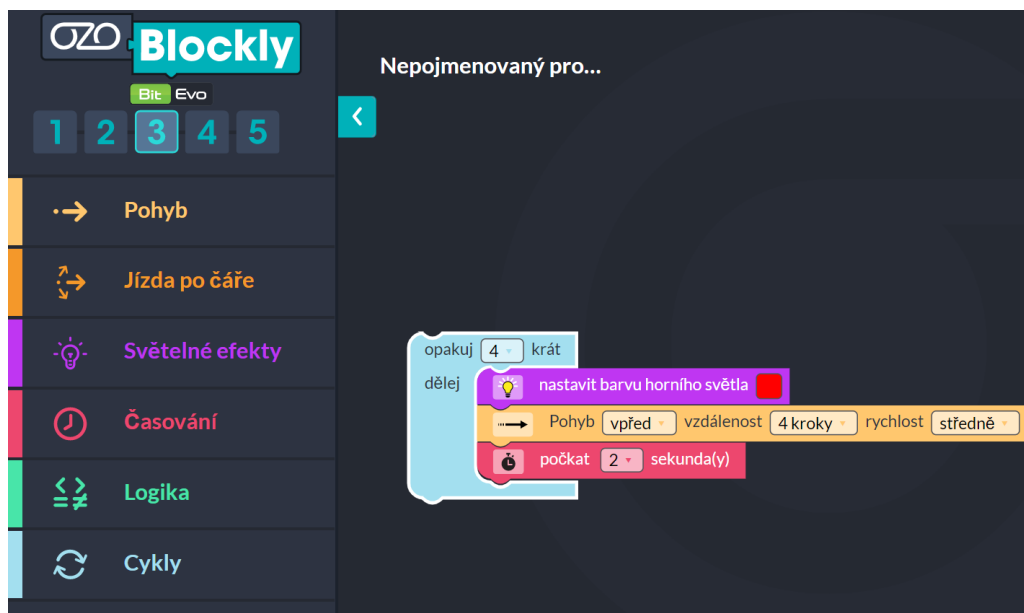 OZO Blockly
Bit Evo
1 2 3 4 5
Pohyb
Jízda po čáře
Světelné efekty
Časování
Logika
Cykly
Nepojmenovaný pro...
opakuj 4 krát
dělej
nastavit barvu horního světla
Pohyb vpřed vzdálenost 4 kroky rychlost středně
počkat 2 sekunda(y)